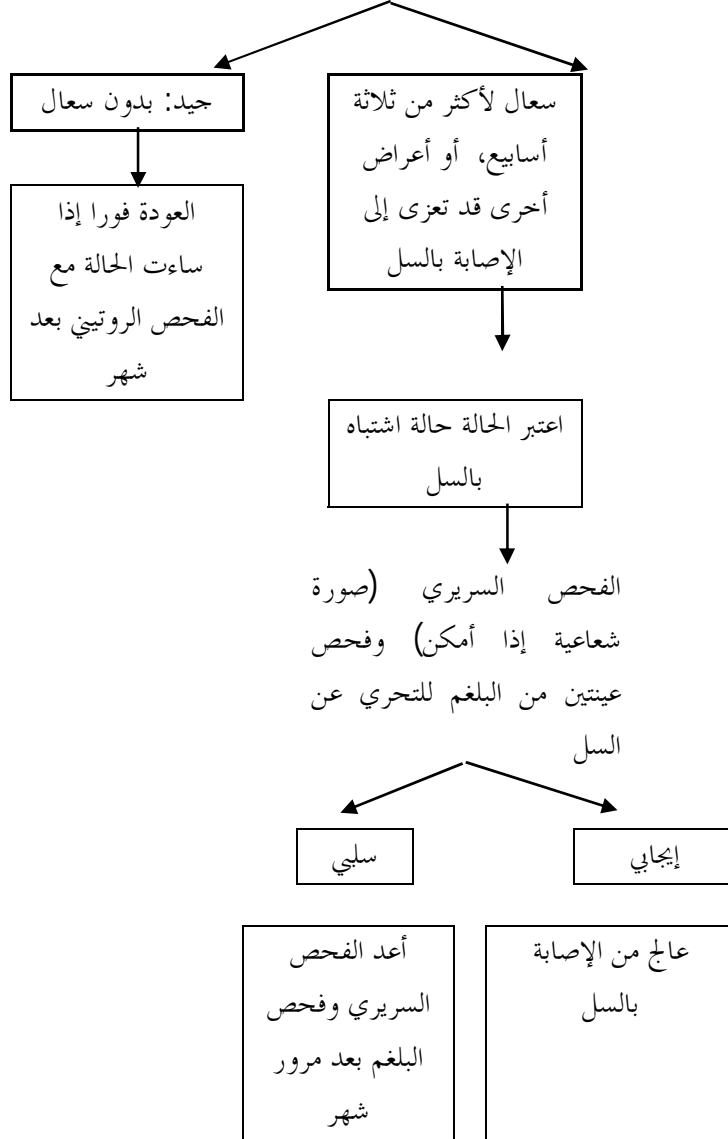 سعال لأكثر من ثلاثة
أسابيع، أو أعراض
أخرى قد تعزى إلى
الإصابة بالسل
جيد: بدون سعال
العودة فورا إذا
ساءت الحالة مع
الفحص الروتيني بعد
شهر
اعتبر الحالة حالة اشتباه
بالسل
الفحص السريري (صورة
شعاعية إذا أمكن) وفحص
عينتين من البلغم للتحري عن
السل
إيجابي
سلبي
عالج من الإصابة
بالسل
أعد الفحص
السريري وفحص
البلغم بعد مرور
شهر